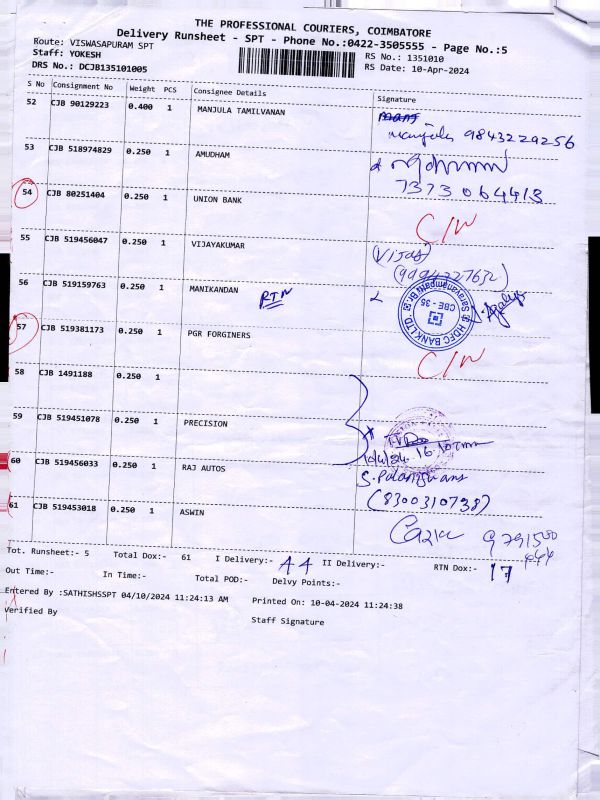 THE PROFESSIONAL COURIERS, COIMBATORE
Delivery Runsheet - SPT - Phone No.:0422-3505555 - Page No.:5
Route: VISWASAPURAM SPT
Staff: YOKESH
RS No.: 1351010
DRS No.: DCJB135101005
RS Date: 10-Apr-2024
S No Consignment No Weight PCS Consignee Details Signature
52 CJB 90129223 0.400 1 MANJULA TAMILVANAN
Manjula 9843229256
53 CJB 518974829 0.250 1 AMUDHAM
7373064413
54 CJB 80251404 0.250 1 UNION BANK C/N
55 CJB 519456047 0.250 1 VIJAYAKUMAR
56 CJB 519159763 0.250 1 MANIKANDAN RTN
HDFC BANK LTD
CBE - 35
57 CJB 519381173 0.250 1 PGR FORGINERS C/N
58 CJB 1491188 0.250 1
59 CJB 519451078 0.250 1 PRECISION
60 CJB 519456033 0.250 1 RAJ AUTOS
(8300310738)
61 CJB 519453018 0.250 1 ASWIN
Tot. Runsheet:- 5 Total Dox:- 61 I Delivery:- 44 II Delivery:- RTN Dox:- 17
Out Time:- In Time:- Total POD:- Delvy Points:-
Entered By :SATHISHSSPT 04/10/2024 11:24:13 AM Printed On: 10-04-2024 11:24:38
Verified By Staff Signature